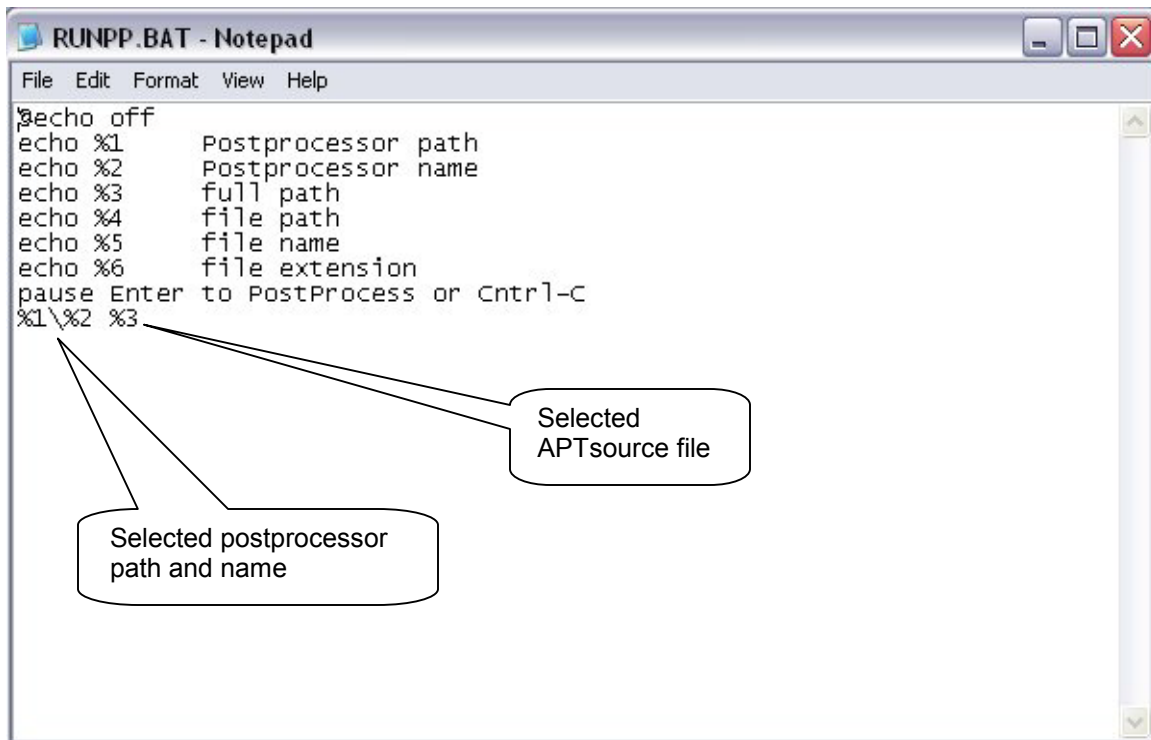 RUNPP.BAT - Notepad
File Edit Format View Help
@echo off
echo %1 Postprocessor path
echo %2 Postprocessor name
echo %3 full path
echo %4 file path
echo %5 file name
echo %6 file extension
pause Enter to PostProcess or Cntrl-C
%1\%2 %3
Selected
APTsource file
Selected postprocessor
path and name